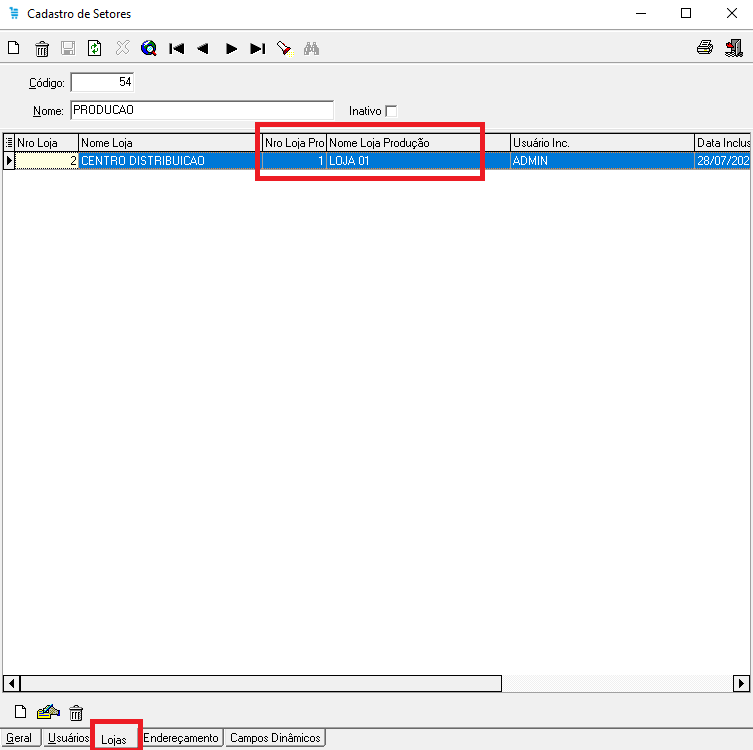 Cadastro de Setores
Código: 54
Nome: PRODUCAO Inativo
Nro Loja Nome Loja Nro Loja Pro Nome Loja Produção Usuário Inc. Data Inclus
2 CENTRO DISTRIBUICAO 1 LOJA 01 ADMIN 28/07/202
Geral Usuários Lojas Endereçamento Campos Dinâmicos